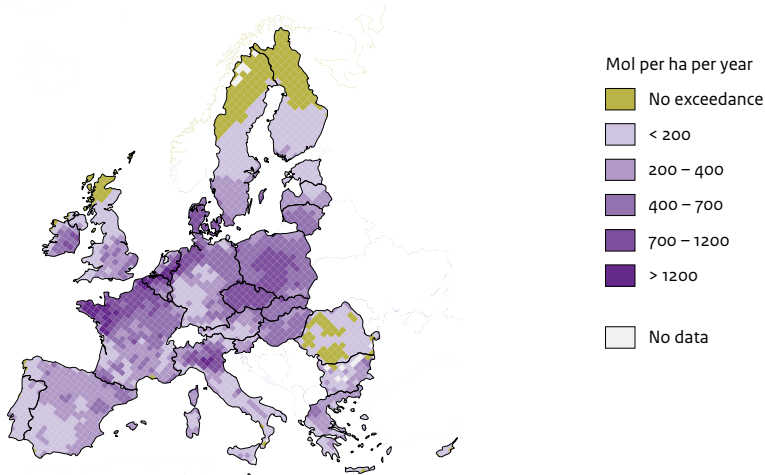 Mol per ha per year
No exceedance
< 200
200 – 400
400 – 700
700 – 1200
> 1200
No data